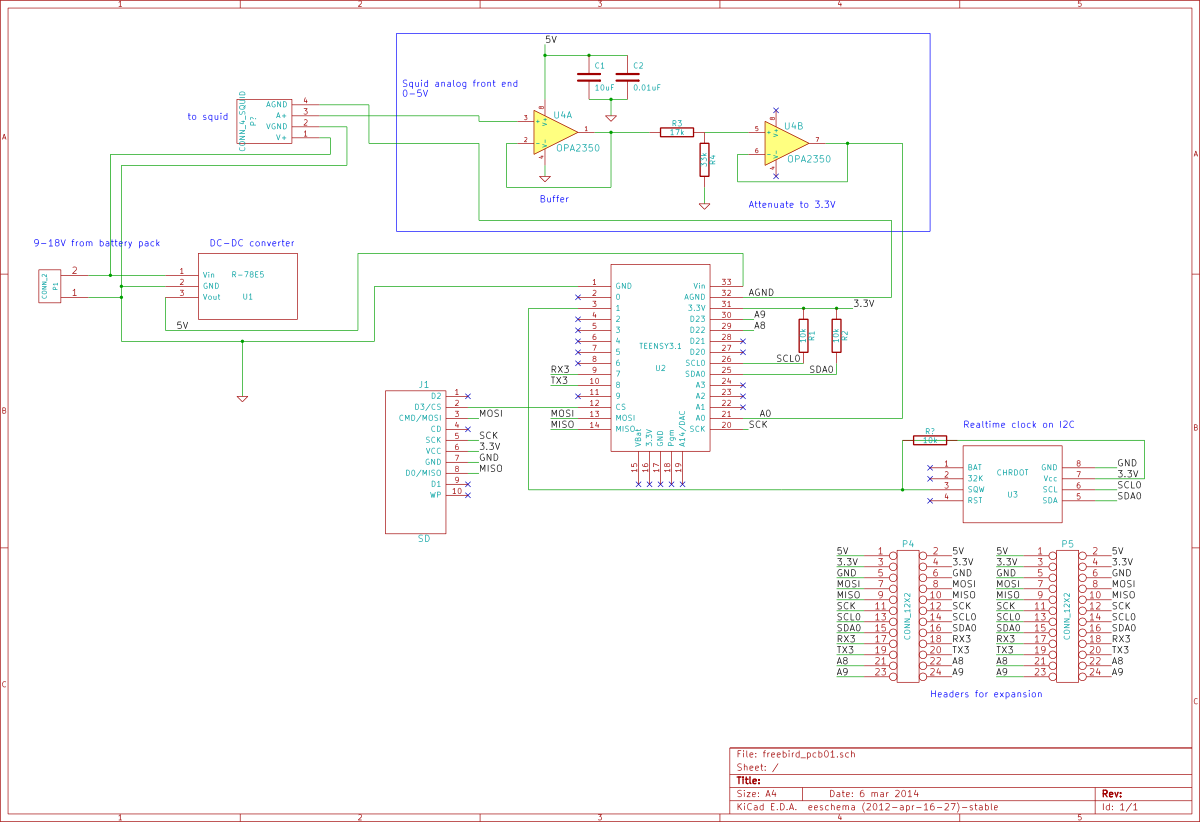 1 2 3 4 5
A
B
C
5V
C1
10uF
C2
0.01uF
Squid analog front end
0-5V
to squid
CONN_4_SQUID
P?
AGND 4
A+ 3
VGND 2
V+ 1
U4A
OPA2350
3
2
1
8
4
V+
V-
Buffer
R3
17k
33k
R4
U4B
OPA2350
5
6
7
8
4
V+
V-
Attenuate to 3.3V
9-18V from battery pack
CONN_2
P1
2
1
DC-DC converter
1 Vin
2 GND
3 Vout
R-78E5
U1
5V
TEENSY3.1
U2
1 GND
2 0
3 1
4 2
5 3
6 4
7 5
8 6
RX3 9 7
TX3 10 8
11 9
12 CS
MOSI 13 MOSI
MISO 14 MISO
Vin 33
AGND 32 AGND
3.3V 31 3.3V
D23 30 A9
D22 29 A8
D21 28
D20 27
SCL0 26 SCL0
SDA0 25 SDA0
A3 24
A2 23
A1 22
A0 21 A0
SCK 20 SCK
VBat 3.3V GND Pgm A14/DAC
15 16 17 18 19
10k
R1
10k
R2
J1
D2 1
D3/CS 2
CMD/MOSI 3 MOSI
CD 4
SCK 5 SCK
VCC 6 3.3V
GND 7 GND
D0/MISO 8 MISO
D1 9
WP 10
SD
Realtime clock on I2C
R?
10k
CHRDOT
U3
1 BAT
2 32K
3 SQW
4 RST
GND 8 GND
Vcc 7 3.3V
SCL 6 SCL0
SDA 5 SDA0
P4
CONN_12X2
5V 1 2 5V
3.3V 3 4 3.3V
GND 5 6 GND
MOSI 7 8 MOSI
MISO 9 10 MISO
SCK 11 12 SCK
SCL0 13 14 SCL0
SDA0 15 16 SDA0
RX3 17 18 RX3
TX3 19 20 TX3
A8 21 22 A8
A9 23 24 A9
P5
CONN_12X2
5V 1 2 5V
3.3V 3 4 3.3V
GND 5 6 GND
MOSI 7 8 MOSI
MISO 9 10 MISO
SCK 11 12 SCK
SCL0 13 14 SCL0
SDA0 15 16 SDA0
RX3 17 18 RX3
TX3 19 20 TX3
A8 21 22 A8
A9 23 24 A9
Headers for expansion
File: freebird_pcb01.sch
Sheet: /
Title:
Size: A4 Date: 6 mar 2014 Rev:
KiCad E.D.A. eeschema (2012-apr-16-27)-stable Id: 1/1
A
B
C
1 2 3 4 5